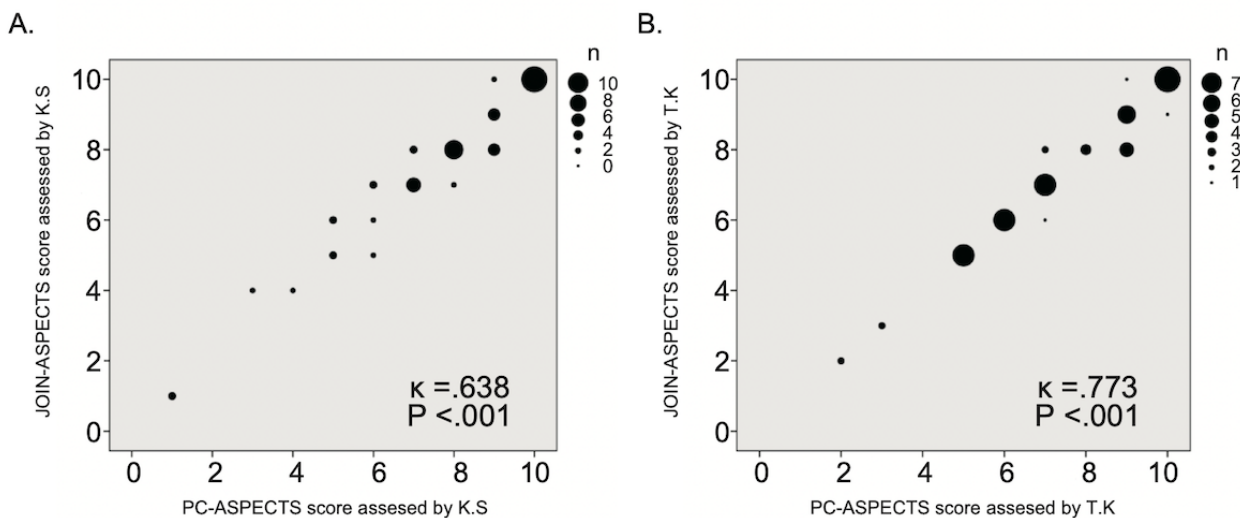 A.
JOIN-ASPECTS score assessed by K.S
10
8
6
4
2
0
0 2 4 6 8 10
PC-ASPECTS score assesed by K.S
κ =.638
P <.001
n
10
8
6
4
2
0
B.
JOIN-ASPECTS score assessed by T.K
10
8
6
4
2
0
0 2 4 6 8 10
PC-ASPECTS score assesed by T.K
κ =.773
P <.001
n
7
6
5
4
3
2
1